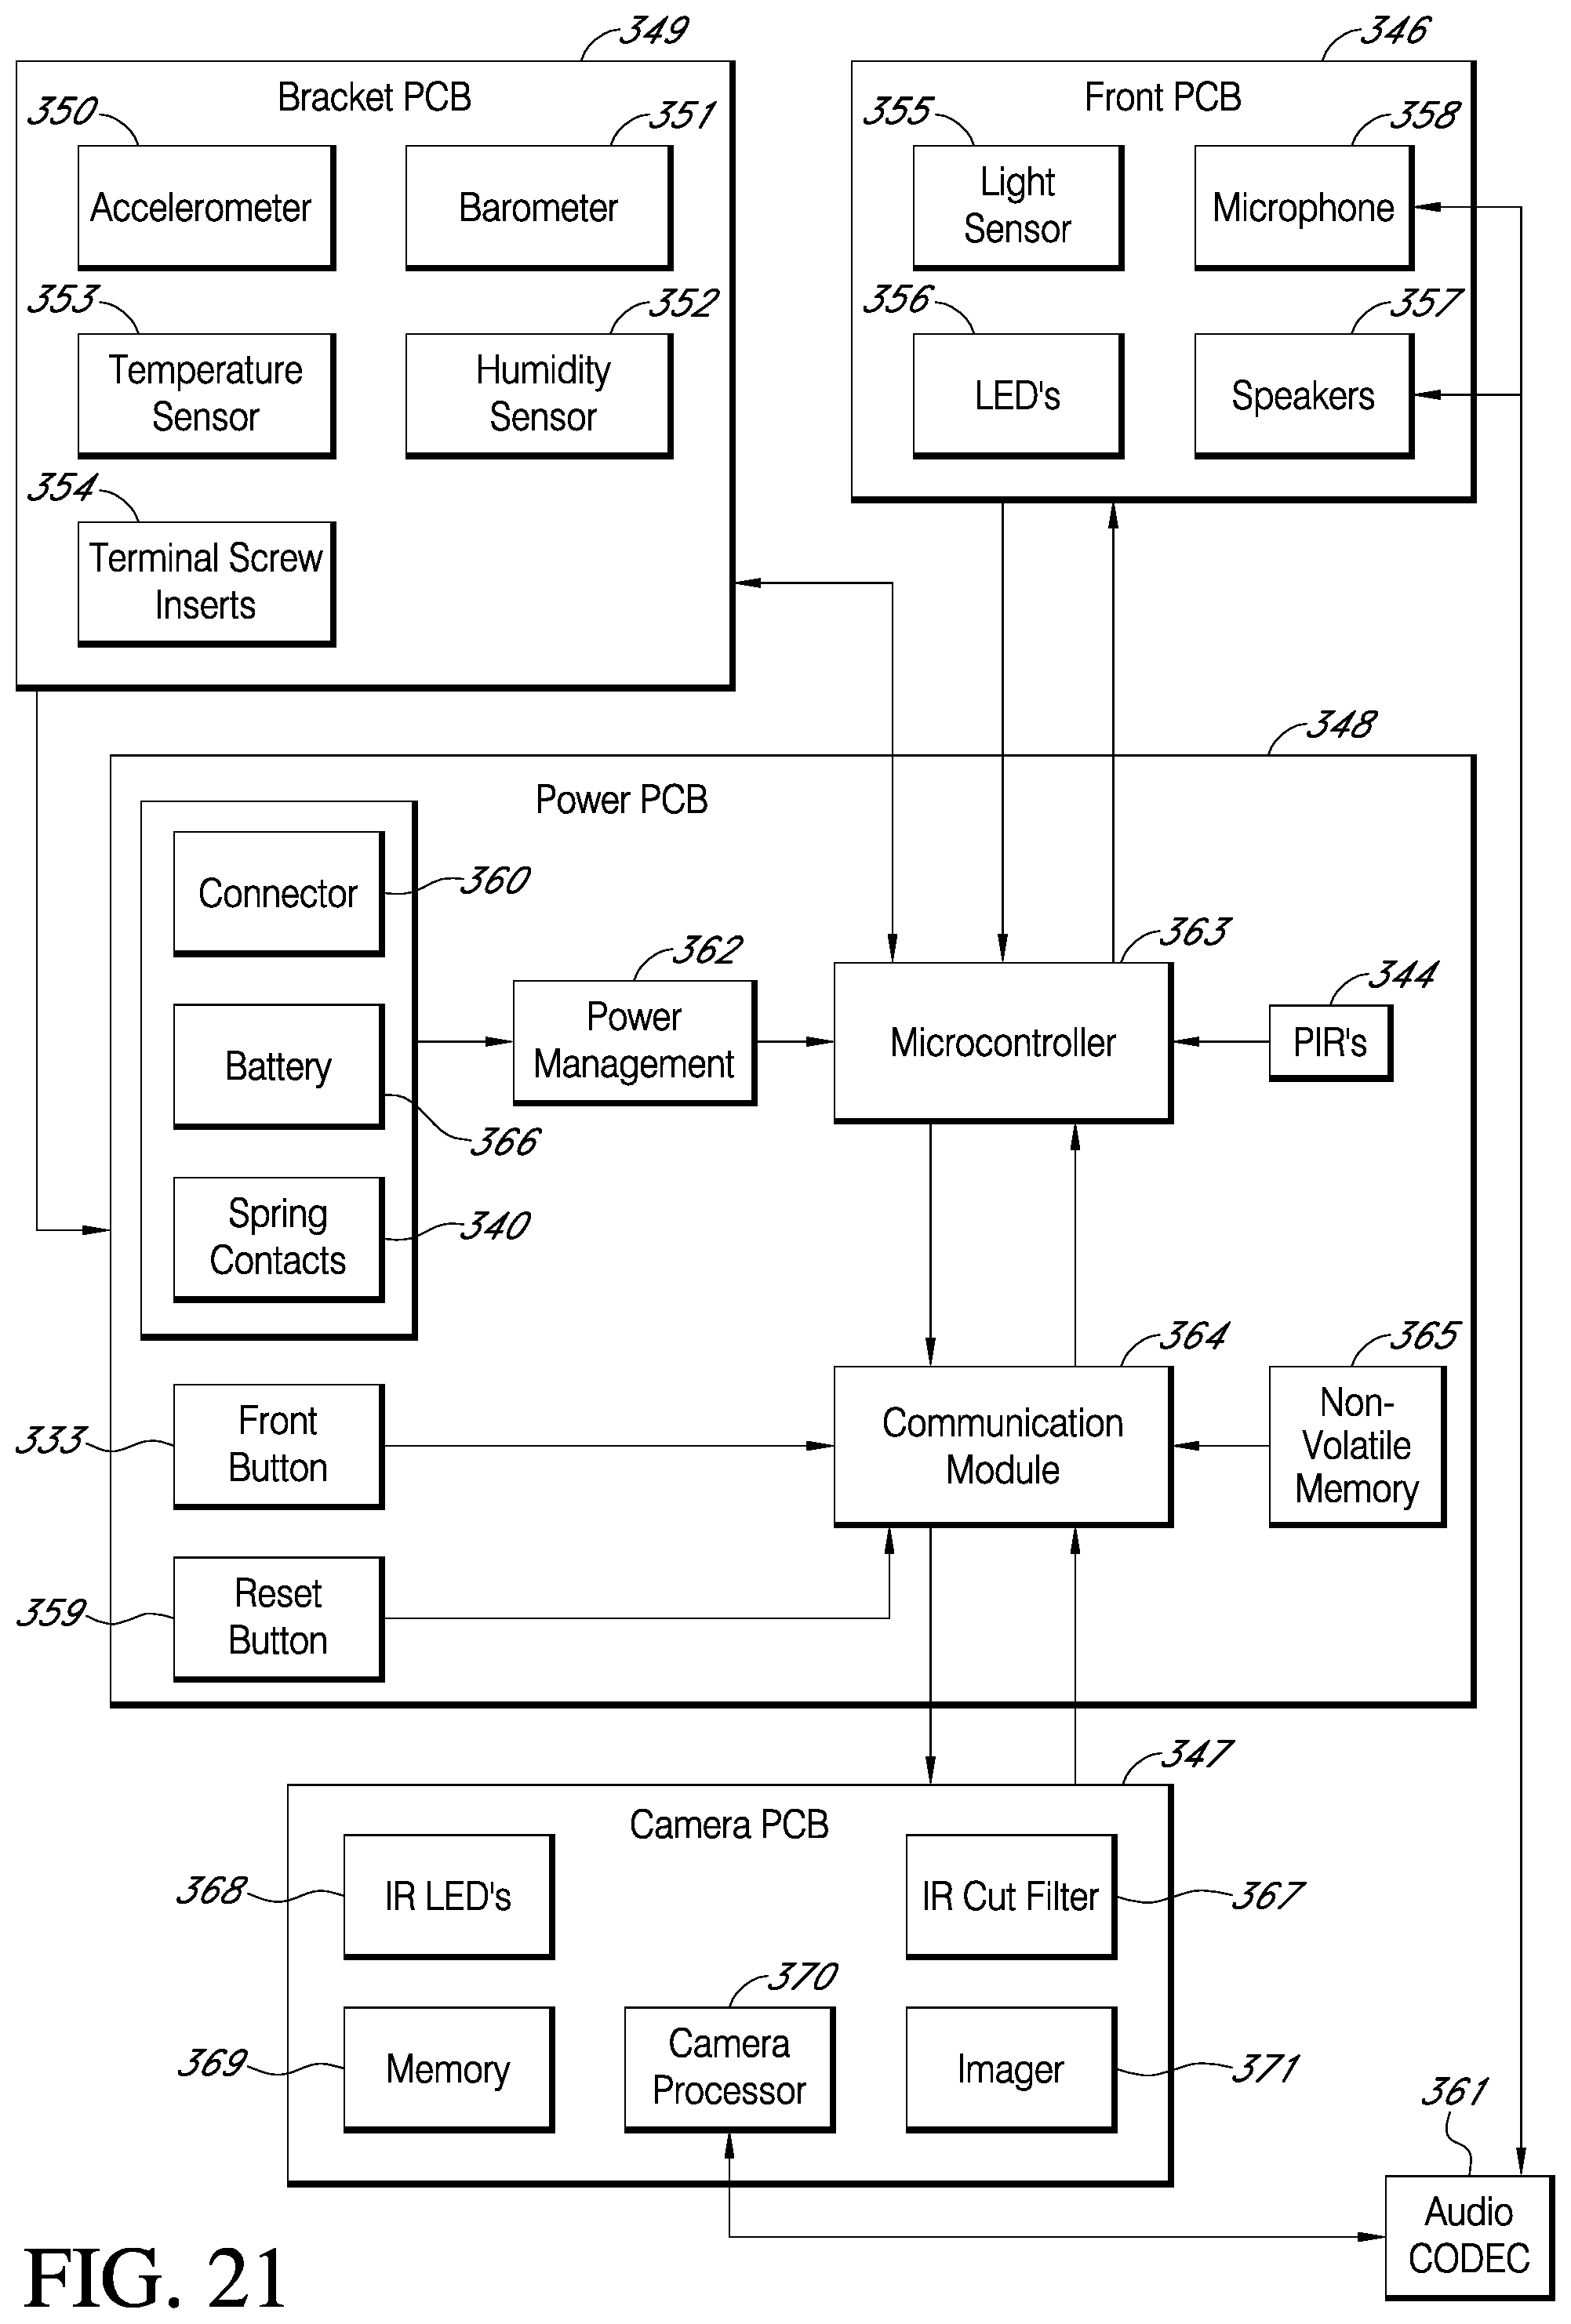 349
Bracket PCB
350
Accelerometer
351
Barometer
353
Temperature
Sensor
352
Humidity
Sensor
354
Terminal Screw
Inserts
346
Front PCB
355
Light
Sensor
358
Microphone
356
LED's
357
Speakers
348
Power PCB
Connector
360
Battery
366
Spring
Contacts
340
362
Power
Management
363
Microcontroller
344
PIR's
333
Front
Button
364
Communication
Module
365
Non-
Volatile
Memory
359
Reset
Button
347
Camera PCB
368
IR LED's
IR Cut Filter
367
369
Memory
370
Camera
Processor
Imager
371
361
Audio
CODEC
FIG. 21